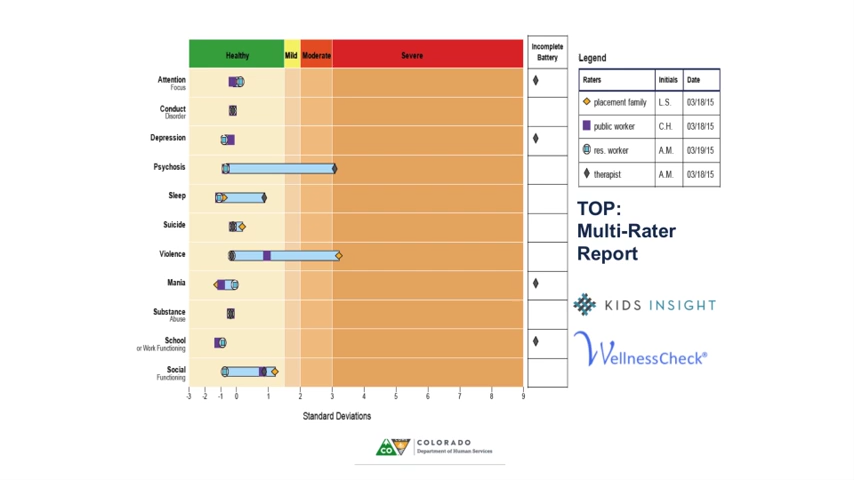 Healthy Mild Moderate Severe
Incomplete
Battery
Attention
Focus
Conduct
Disorder
Depression
Psychosis
Sleep
Suicide
Violence
Mania
Substance
Abuse
School
or Work Functioning
Social
Functioning
-3 -2 -1 0 1 2 3 4 5 6 7 8 9
Standard Deviations
Legend
Raters Initials Date
placement family L.S. 03/18/15
public worker C.H. 03/18/15
res. worker A.M. 03/19/15
therapist A.M. 03/18/15
TOP:
Multi-Rater
Report
KIDS INSIGHT
WellnessCheck®
CO
COLORADO
Department of Human Services